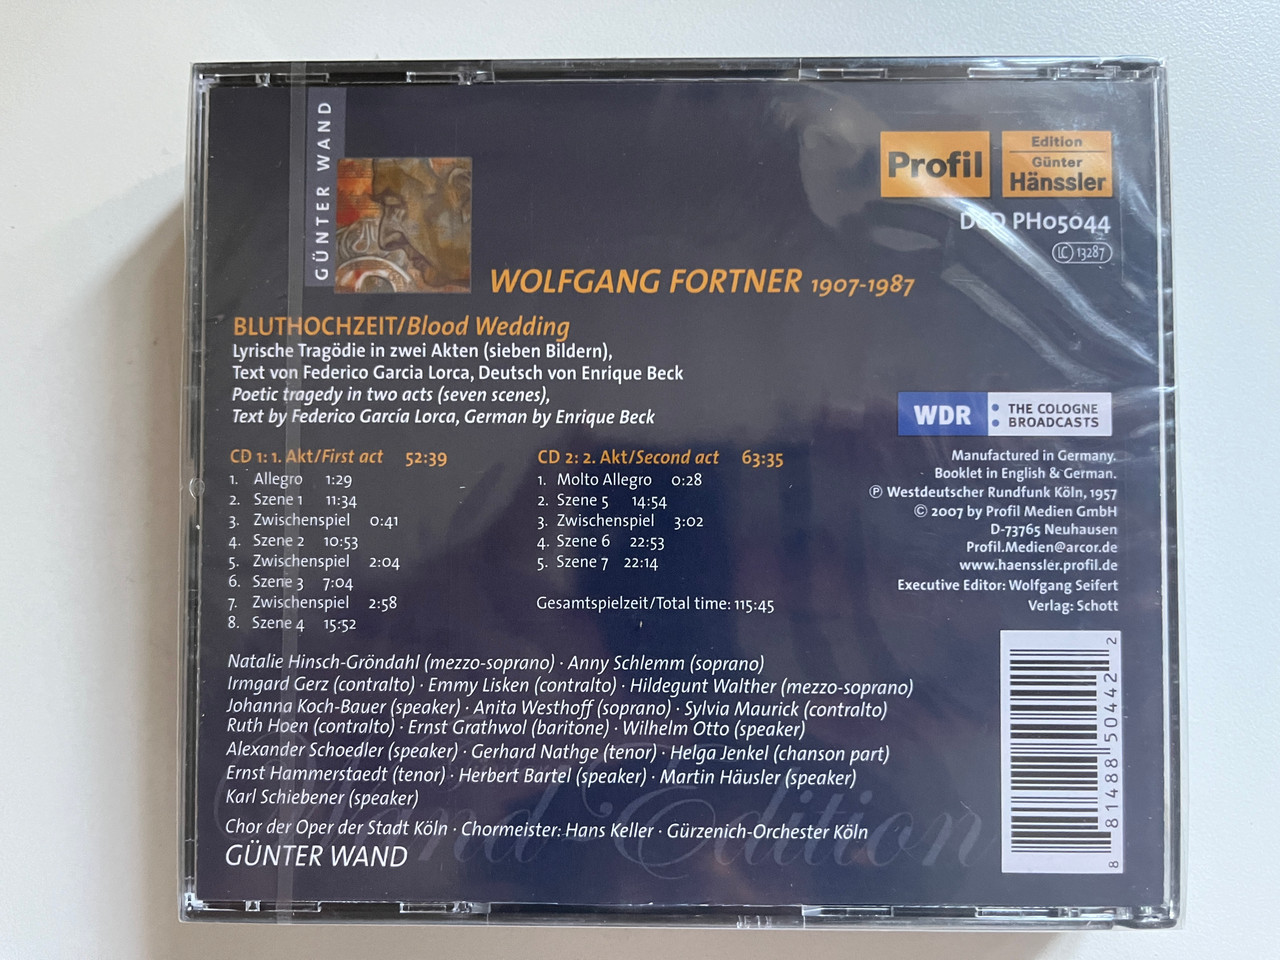 GÜNTER WAND
Profil
Edition
Günter
Hänssler
DCD PH05044
LC 13287
WOLFGANG FORTNER 1907-1987
BLUTHOCHZEIT/Blood Wedding
Lyrische Tragödie in zwei Akten (sieben Bildern),
Text von Federico Garcia Lorca, Deutsch von Enrique Beck
Poetic tragedy in two acts (seven scenes),
Text by Federico García Lorca, German by Enrique Beck
WDR : THE COLOGNE
BROADCASTS
CD 1: 1. Akt/First act 52:39
1. Allegro 1:29
2. Szene 1 11:34
3. Zwischenspiel 0:41
4. Szene 2 10:53
5. Zwischenspiel 2:04
6. Szene 3 7:04
7. Zwischenspiel 2:58
8. Szene 4 15:52
CD 2: 2. Akt/Second act 63:35
1. Molto Allegro 0:28
2. Szene 5 14:54
3. Zwischenspiel 3:02
4. Szene 6 22:53
5. Szene 7 22:14
Gesamtspielzeit/Total time: 115:45
Manufactured in Germany.
Booklet in English & German.
℗ Westdeutscher Rundfunk Köln, 1957
© 2007 by Profil Medien GmbH
D-73765 Neuhausen
Profil.Medien@arcor.de
www.haenssler.profil.de
Executive Editor: Wolfgang Seifert
Verlag: Schott
Natalie Hinsch-Gröndahl (mezzo-soprano) · Anny Schlemm (soprano)
Irmgard Gerz (contralto) · Emmy Lisken (contralto) · Hildegunt Walther (mezzo-soprano)
Johanna Koch-Bauer (speaker) · Anita Westhoff (soprano) · Sylvia Maurick (contralto)
Ruth Hoen (contralto) · Ernst Grathwol (baritone) · Wilhelm Otto (speaker)
Alexander Schoedler (speaker) · Gerhard Nathge (tenor) · Helga Jenkel (chanson part)
Ernst Hammerstaedt (tenor) · Herbert Bartel (speaker) · Martin Häusler (speaker)
Karl Schiebener (speaker)
Chor der Oper der Stadt Köln · Chormeister: Hans Keller · Gürzenich-Orchester Köln
GÜNTER WAND
Wand-Edition
8 81488 50442 2